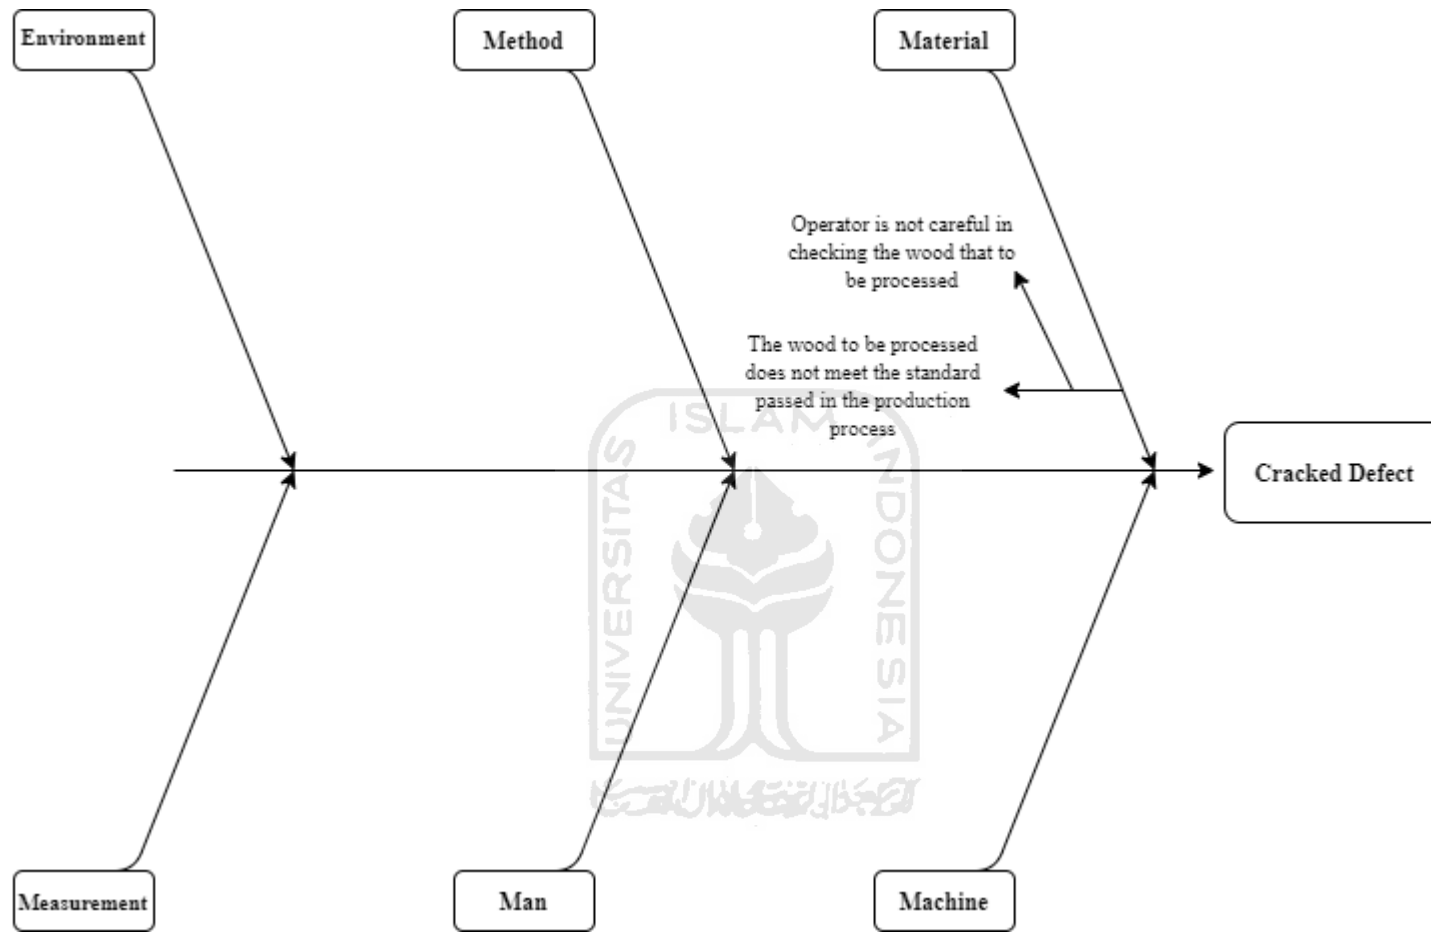 Environment
Method
Material
Operator is not careful in
checking the wood that to
be processed
The wood to be processed
does not meet the standard
passed in the production
process
Cracked Defect
UNIVERSITAS
ISLAM
INDONESIA
Measurement
Man
Machine